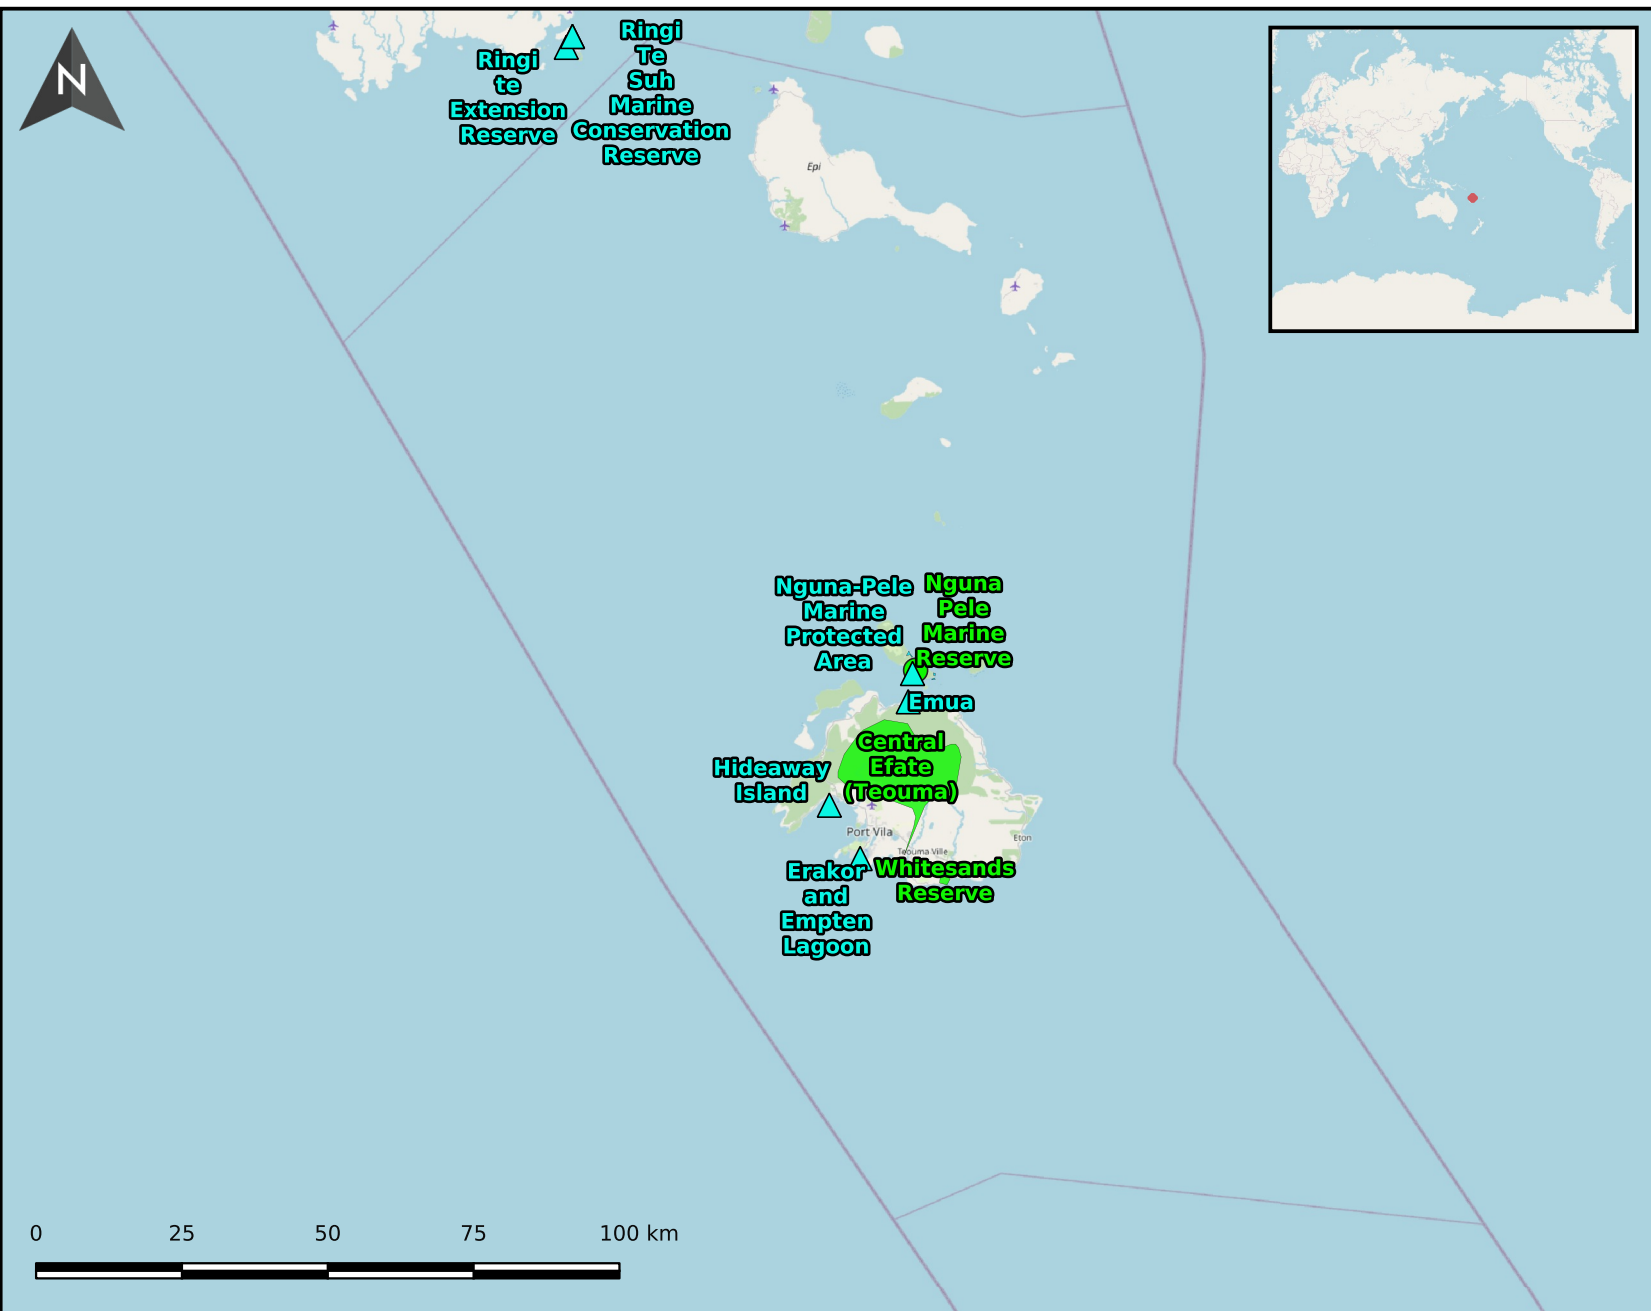 N
Ringi
te
Extension
Reserve
Ringi
Te
Suh
Marine
Conservation
Reserve
Epi
Nguna-Pele
Marine
Protected
Area
Nguna
Pele
Marine
Reserve
Emua
Central
Efate
(Teouma)
Hideaway
Island
Port Vila
Eton
Teouma Ville
Erakor
and
Empten
Lagoon
Whitesands
Reserve
0 25 50 75 100 km